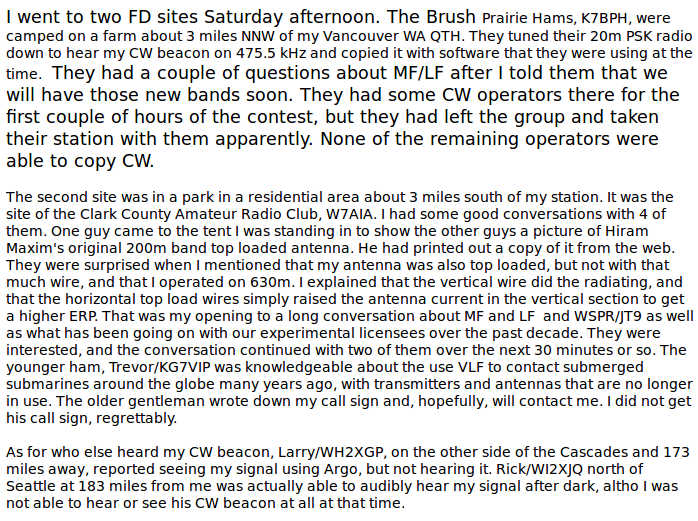 I went to two FD sites Saturday afternoon. The Brush Prairie Hams, K7BPH, were
camped on a farm about 3 miles NNW of my Vancouver WA QTH. They tuned their 20m PSK radio
down to hear my CW beacon on 475.5 kHz and copied it with software that they were using at the
time. They had a couple of questions about MF/LF after I told them that we
will have those new bands soon. They had some CW operators there for the
first couple of hours of the contest, but they had left the group and taken
their station with them apparently. None of the remaining operators were
able to copy CW.
The second site was in a park in a residential area about 3 miles south of my station. It was the
site of the Clark County Amateur Radio Club, W7AIA. I had some good conversations with 4 of
them. One guy came to the tent I was standing in to show the other guys a picture of Hiram
Maxim's original 200m band top loaded antenna. He had printed out a copy of it from the web.
They were surprised when I mentioned that my antenna was also top loaded, but not with that
much wire, and that I operated on 630m. I explained that the vertical wire did the radiating, and
that the horizontal top load wires simply raised the antenna current in the vertical section to get
a higher ERP. That was my opening to a long conversation about MF and LF and WSPR/JT9 as well
as what has been going on with our experimental licensees over the past decade. They were
interested, and the conversation continued with two of them over the next 30 minutes or so. The
younger ham, Trevor/KG7VIP was knowledgeable about the use VLF to contact submerged
submarines around the globe many years ago, with transmitters and antennas that are no longer
in use. The older gentleman wrote down my call sign and, hopefully, will contact me. I did not get
his call sign, regrettably.
As for who else heard my CW beacon, Larry/WH2XGP, on the other side of the Cascades and 173
miles away, reported seeing my signal using Argo, but not hearing it. Rick/WI2XJQ north of
Seattle at 183 miles from me was actually able to audibly hear my signal after dark, altho I was
not able to hear or see his CW beacon at all at that time.